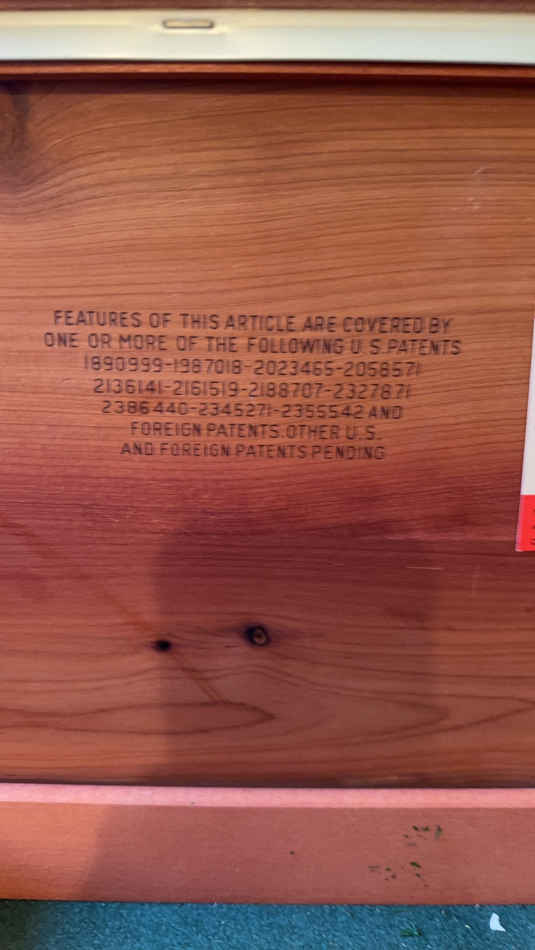 FEATURES OF THIS ARTICLE ARE COVERED BY
ONE OR MORE OF THE FOLLOWING U.S. PATENTS
1890999-1987018-2023465-2058571
2136141-2161519-2188707-2327871
2386440-2345271-2355542 AND
FOREIGN PATENTS. OTHER U.S.
AND FOREIGN PATENTS PENDING